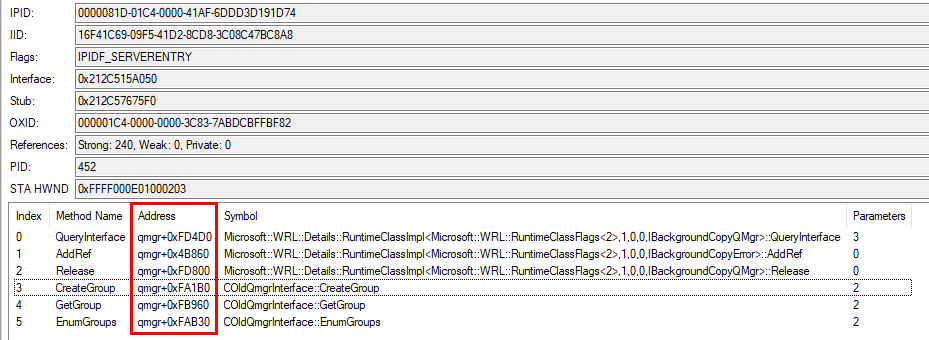 IPID: 0000081D-01C4-0000-41AF-6DDD3D191D74
IID: 16F41C69-09F5-41D2-8CD8-3C08C47BC8A8
Flags: IPIDF_SERVERENTRY
Interface: 0x212C515A050
Stub: 0x212C57675F0
OXID: 000001C4-0000-0000-3C83-7ABDCBFFBF82
References: Strong: 240, Weak: 0, Private: 0
PID: 452
STA HWND 0xFFFF000E01000203
Index Method Name Address Symbol Parameters
0 QueryInterface qmgr+0xFD4D0 Microsoft::WRL::Details::RuntimeClassImpl<Microsoft::WRL::RuntimeClassFlags<2>,1,0,0,IBackgroundCopyQMgr>::QueryInterface 3
1 AddRef qmgr+0x4B860 Microsoft::WRL::Details::RuntimeClassImpl<Microsoft::WRL::RuntimeClassFlags<2>,1,0,0,IBackgroundCopyError>::AddRef 0
2 Release qmgr+0xFD800 Microsoft::WRL::Details::RuntimeClassImpl<Microsoft::WRL::RuntimeClassFlags<2>,1,0,0,IBackgroundCopyQMgr>::Release 0
3 CreateGroup qmgr+0xFA1B0 COldQmgrInterface::CreateGroup 2
4 GetGroup qmgr+0xFB960 COldQmgrInterface::GetGroup 2
5 EnumGroups qmgr+0xFAB30 COldQmgrInterface::EnumGroups 2